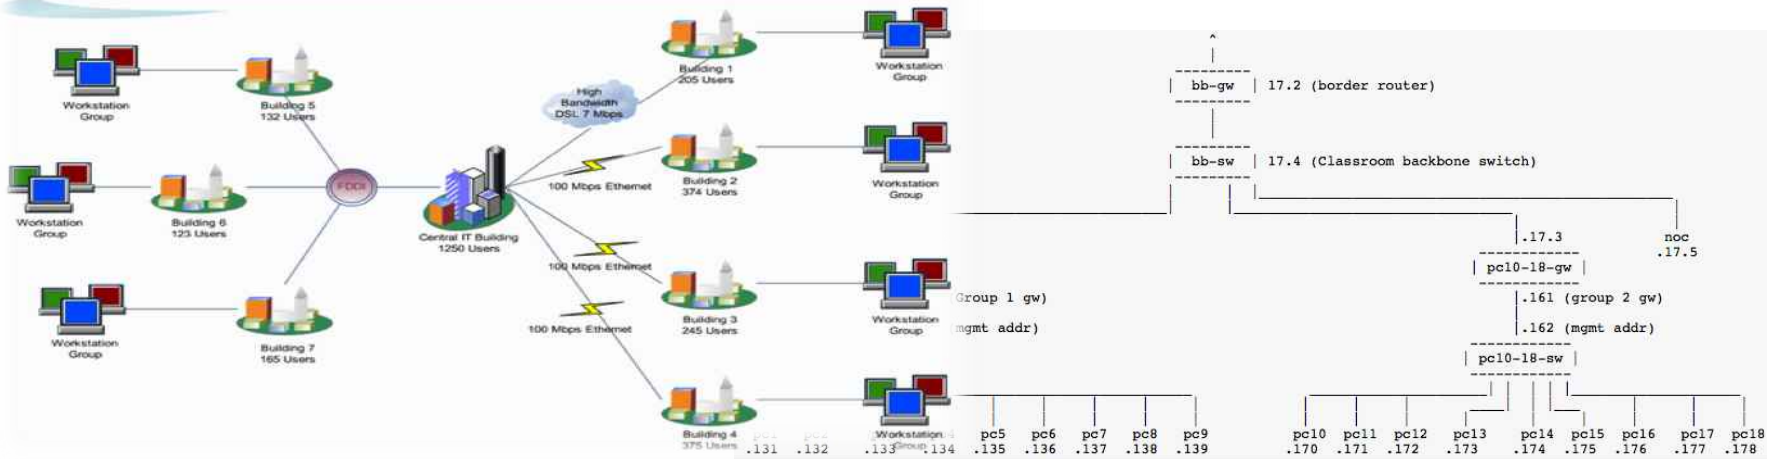 Workstation
Group
Building 5
132 Users
Workstation
Group
Building 6
123 Users
Workstation
Group
Building 7
165 Users
FDDI
Central IT Building
1250 Users
High
Bandwidth
DSL 7 Mbps
100 Mbps Ethernet
100 Mbps Ethernet
100 Mbps Ethernet
Building 1
205 Users
Workstation
Group
Building 2
374 Users
Workstation
Group
Building 3
245 Users
Workstation
Group
Building 4
375 Users
Workstation
Group
bb-gw 17.2 (border router)
bb-sw 17.4 (Classroom backbone switch)
.17.3
noc
.17.5
pc10-18-gw
Group 1 gw)
.161 (group 2 gw)
mgmt addr)
.162 (mgmt addr)
pc10-18-sw
pc5 pc6 pc7 pc8 pc9 pc10 pc11 pc12 pc13 pc14 pc15 pc16 pc17 pc18
.131 .132 .133 .134 .135 .136 .137 .138 .139 .170 .171 .172 .173 .174 .175 .176 .177 .178